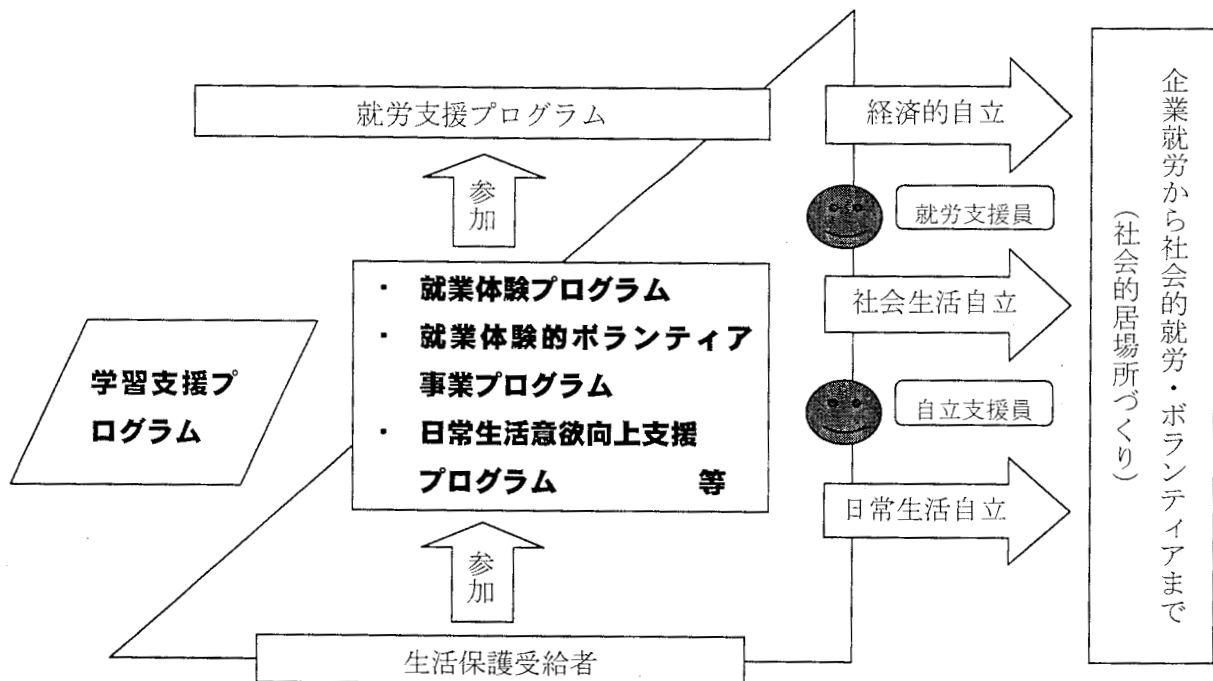 就労支援プログラム
参
加
・ 就業体験プログラム
・ 就業体験的ボランティア
事業プログラム
・ 日常生活意欲向上支援
プログラム 等
学習支援プ
ログラム
参
加
生活保護受給者
経済的自立
就労支援員
社会生活自立
自立支援員
日常生活自立
企業就労から社会的就労・ボランティアまで
(社会的居場所づくり)